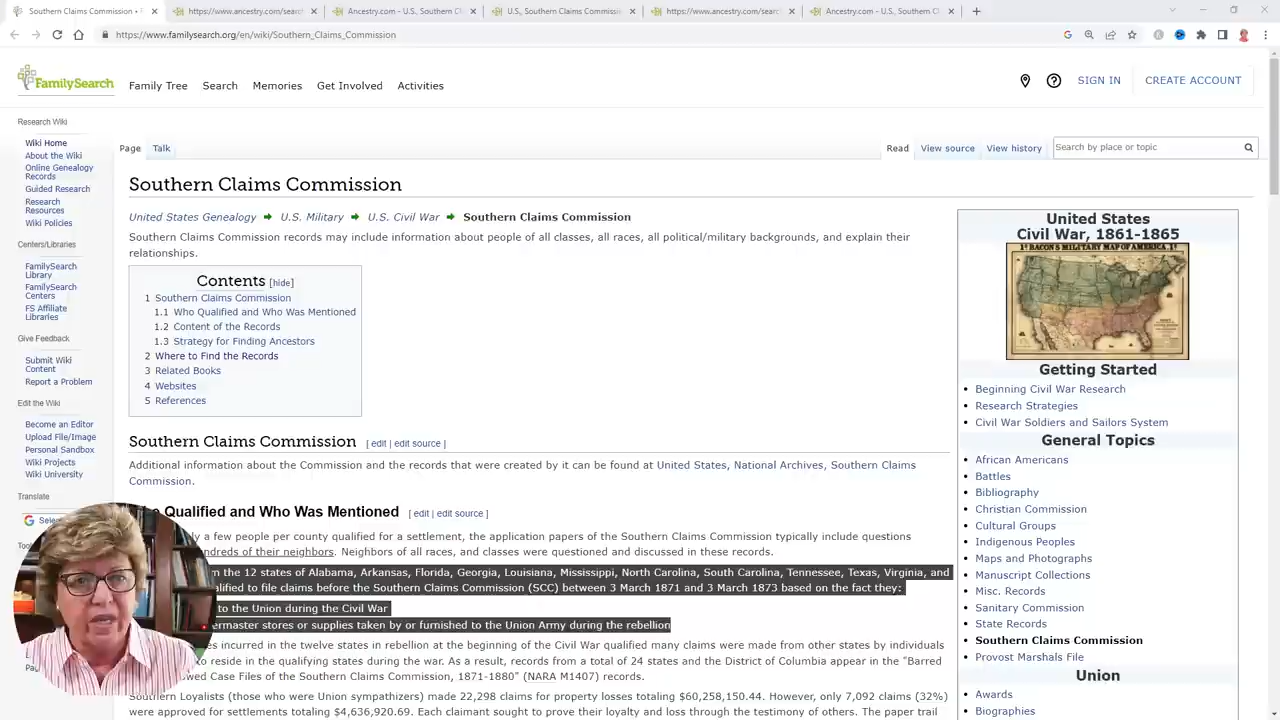 Southern Claims Commission
https://www.ancestry.com/search
Ancestry.com - U.S., Southern Cl
U.S., Southern Claims Commissi
https://www.ancestry.com/search
Ancestry.com - U.S., Southern Cl
https://www.familysearch.org/en/wiki/Southern_Claims_Commission
FamilySearch
Family Tree
Search
Memories
Get Involved
Activities
SIGN IN
CREATE ACCOUNT
Research Wiki
Wiki Home
About the Wiki
Online Genealogy
Records
Guided Research
Research
Resources
Wiki Policies
Centers/Libraries
FamilySearch
Library
FamilySearch
Centers
FS Affiliate
Libraries
Give Feedback
Submit Wiki
Content
Report a Problem
Edit the Wiki
Become an Editor
Upload File/Image
Personal Sandbox
Wiki Projects
Wiki University
Translate
Page
Talk
Read
View source
View history
Search by place or topic
Southern Claims Commission
United States Genealogy
U.S. Military
U.S. Civil War
Southern Claims Commission
Southern Claims Commission records may include information about people of all classes, all races, all political/military backgrounds, and explain their
relationships.
Contents [hide]
1 Southern Claims Commission
1.1 Who Qualified and Who Was Mentioned
1.2 Content of the Records
1.3 Strategy for Finding Ancestors
2 Where to Find the Records
3 Related Books
4 Websites
5 References
Southern Claims Commission [ edit | edit source ]
Additional information about the Commission and the records that were created by it can be found at United States, National Archives, Southern Claims
Commission.
Qualified and Who Was Mentioned [ edit | edit source ]
a few people per county qualified for a settlement, the application papers of the Southern Claims Commission typically include questions
of their neighbors. Neighbors of all races, and classes were questioned and discussed in these records.
the 12 states of Alabama, Arkansas, Florida, Georgia, Louisiana, Mississippi, North Carolina, South Carolina, Tennessee, Texas, Virginia, and
to file claims before the Southern Claims Commission (SCC) between 3 March 1871 and 3 March 1873 based on the fact they:
to the Union during the Civil War
stores or supplies taken by or furnished to the Union Army during the rebellion
incurred in the twelve states in rebellion at the beginning of the Civil War qualified many claims were made from other states by individuals
to reside in the qualifying states during the war. As a result, records from a total of 24 states and the District of Columbia appear in the "Barred
Case Files of the Southern Claims Commission, 1871-1880" (NARA M1407) records.
Southern Loyalists (those who were Union sympathizers) made 22,298 claims for property losses totaling $60,258,150.44. However, only 7,092 claims (32%)
were approved for settlements totaling $4,636,920.69. Each claimant sought to prove their loyalty and loss through the testimony of others. The paper trail
United States
Civil War, 1861-1865
BACON'S MILITARY MAP OF AMERICA
Getting Started
Beginning Civil War Research
Research Strategies
Civil War Soldiers and Sailors System
General Topics
African Americans
Battles
Bibliography
Christian Commission
Cultural Groups
Indigenous Peoples
Maps and Photographs
Manuscript Collections
Misc. Records
Sanitary Commission
State Records
Southern Claims Commission
Provost Marshals File
Union
Awards
Biographies